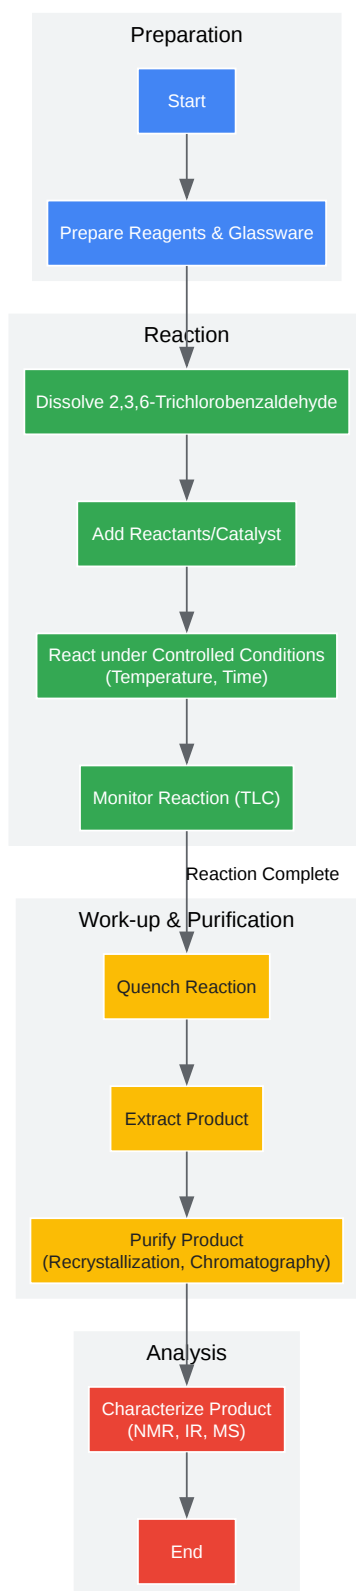 Preparation
Start
Prepare Reagents & Glassware
Reaction
Dissolve 2,3,6-Trichlorobenzaldehyde
Add Reactants/Catalyst
React under Controlled Conditions
(Temperature, Time)
Monitor Reaction (TLC)
Reaction Complete
Work-up & Purification
Quench Reaction
Extract Product
Purify Product
(Recrystallization, Chromatography)
Analysis
Characterize Product
(NMR, IR, MS)
End